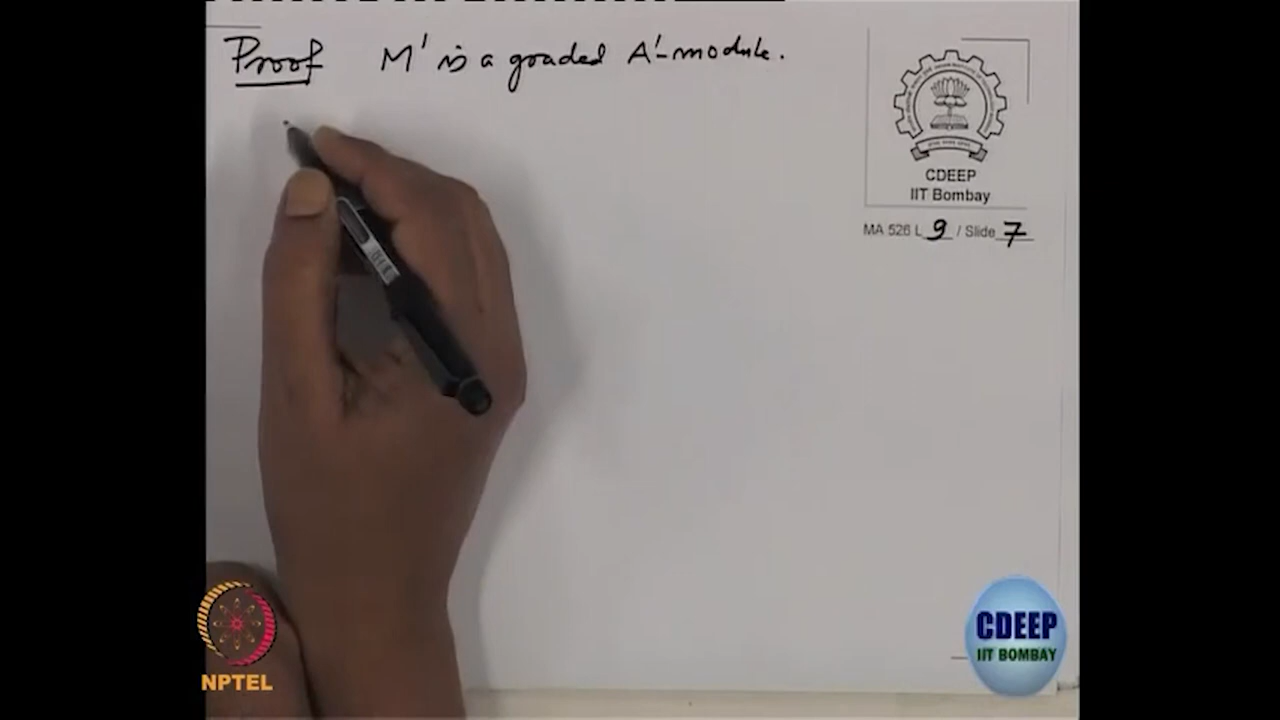 Proof M' is a graded A'-module.
CDEEP
IIT Bombay
MA 526 L 9 / Slide 7
CDEEP
IIT BOMBAY
NPTEL